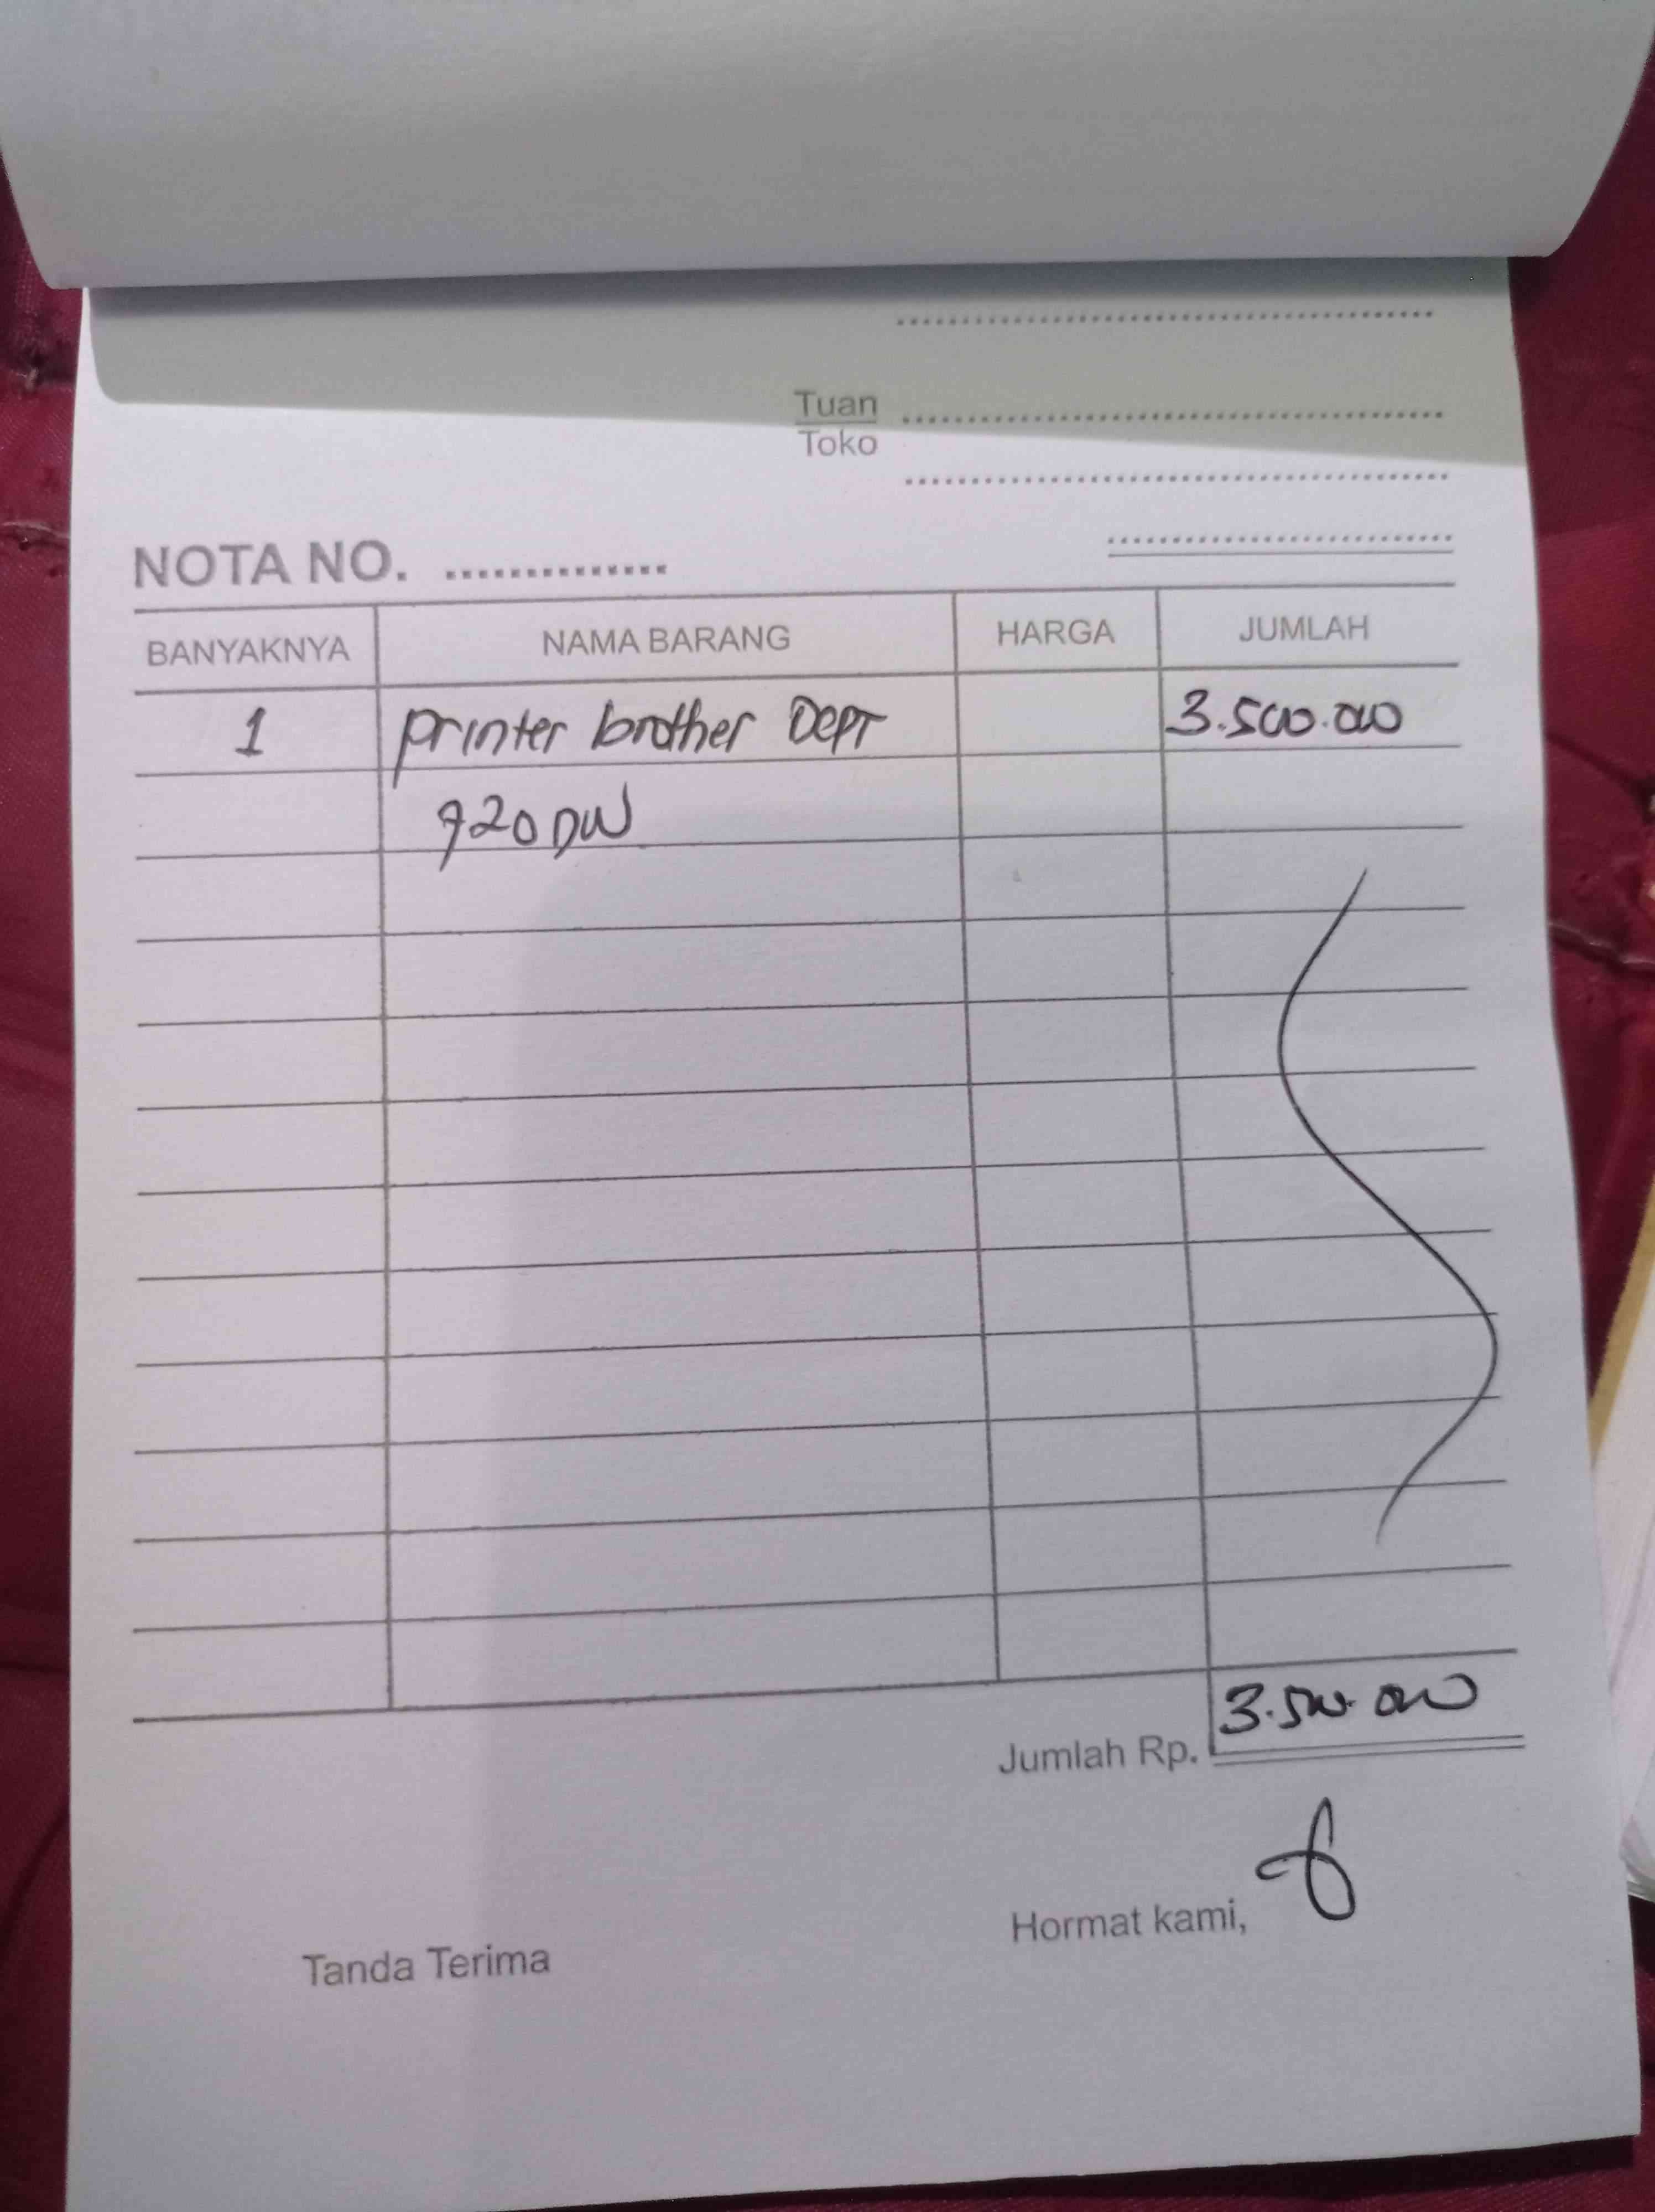 Tuan
Toko
NOTA NO. ..............
BANYAKNYA NAMA BARANG HARGA JUMLAH
1 printer brother DCPT 3.500.000
720DW
Jumlah Rp. 3.500.000
Hormat kami,
Tanda Terima